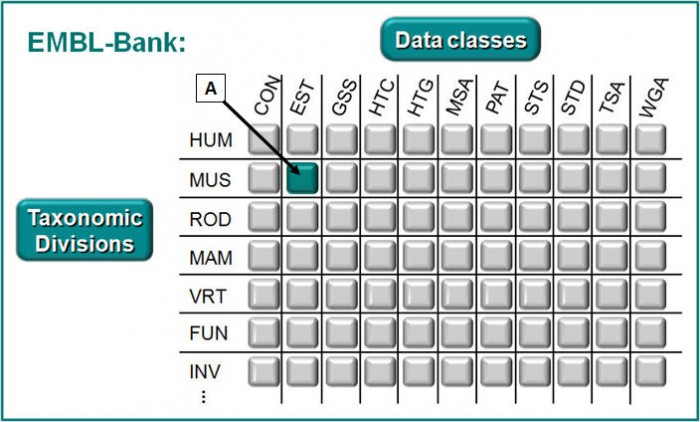 EMBL-Bank:
Data classes
A
CON EST GSS HTC HTG MSA PAT STS STD TSA WGA
HUM
MUS
Taxonomic
Divisions
ROD
MAM
VRT
FUN
INV
⋮